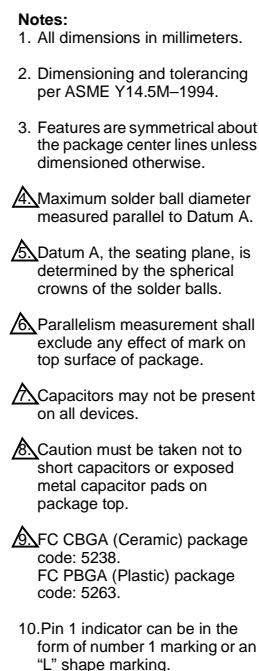 Notes:
1. All dimensions in millimeters.
2. Dimensioning and tolerancing
per ASME Y14.5M–1994.
3. Features are symmetrical about
the package center lines unless
dimensioned otherwise.
4. Maximum solder ball diameter
measured parallel to Datum A.
5. Datum A, the seating plane, is
determined by the spherical
crowns of the solder balls.
6. Parallelism measurement shall
exclude any effect of mark on
top surface of package.
7. Capacitors may not be present
on all devices.
8. Caution must be taken not to
short capacitors or exposed
metal capacitor pads on
package top.
9. FC CBGA (Ceramic) package
code: 5238.
FC PBGA (Plastic) package
code: 5263.
10.Pin 1 indicator can be in the
form of number 1 marking or an
“L” shape marking.